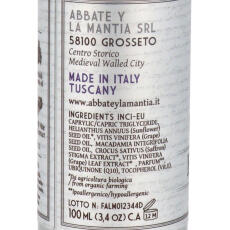 ABBATE Y
LA MANTIA SRL
58100 GROSSETO
Centro Storico
Medieval Walled City
MADE IN ITALY
TUSCANY
www.abbateylamantia.it
INGREDIENTS INCI-EU
CAPRYLIC/CAPRIC TRIGLYCERIDE,
HELIANTHUS ANNUUS (Sunflower)
SEED OIL*, VITIS VINIFERA (Grape)
SEED OIL, MACADAMIA INTEGRIFOLIA
SEED OIL, CROCUS SATIVUS (Saffron)
STIGMA EXTRACT*, VITIS VINIFERA
(Grape) LEAF EXTRACT*, PARFUM**,
UBIQUINONE (Q10), TOCOPHEROL (VIT.E).
*da agricoltura biologica
from organic farming
**ipoallergenico/hypoallergenic
LOTTO N: FALM012344D
100 ML (3,4 OZ) C.A.
12 M